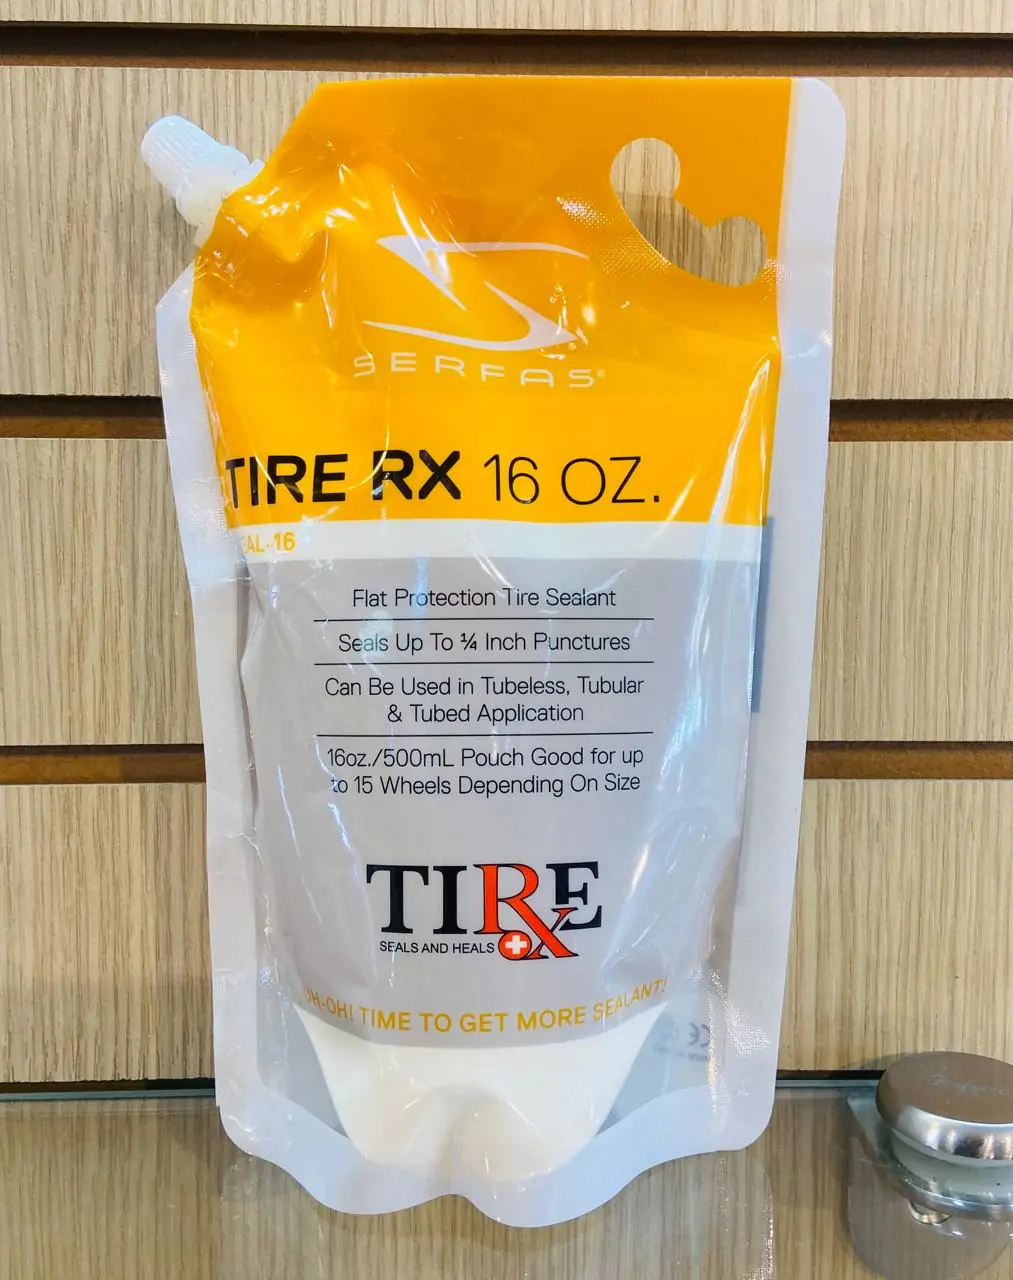 SERFAS®
TIRE RX 16 OZ.
Flat Protection Tire Sealant
Seals Up To ¼ Inch Punctures
Can Be Used in Tubeless, Tubular
& Tubed Application
16oz./500mL Pouch Good for up
to 15 Wheels Depending On Size
TIRE
SEALS AND HEALS
TIME TO GET MORE SEALANT!